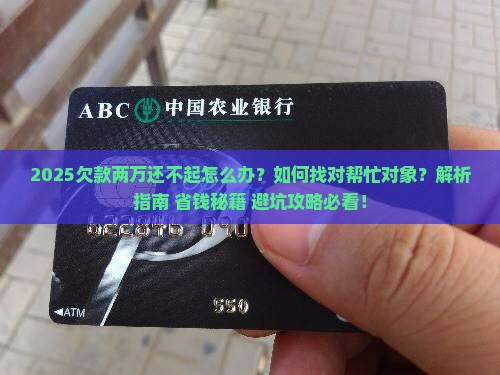 ABC 中国农业银行
2025欠款两万还不起怎么办？如何找对帮忙对象？解析
指南 省钱秘籍 避坑攻略必看！
622846 090
550
◀ATM